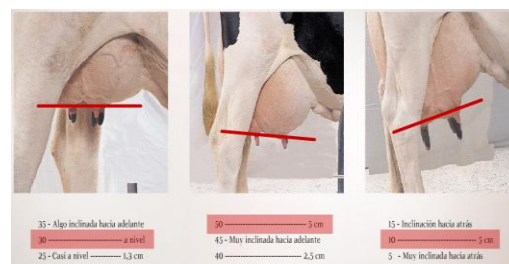 35 - Algo inclinada hacia adelante
30 ---------------------- a nivel
25 - Casi a nivel ----------- 1,3 cm
50 ------------------------ 5 cm
45 - Muy inclinada hacia adelante
40 ----------------------- 2,5 cm
15 - Inclinación hacia atrás
10 ------------------------ 5 cm
5 - Muy inclinada hacia atrás